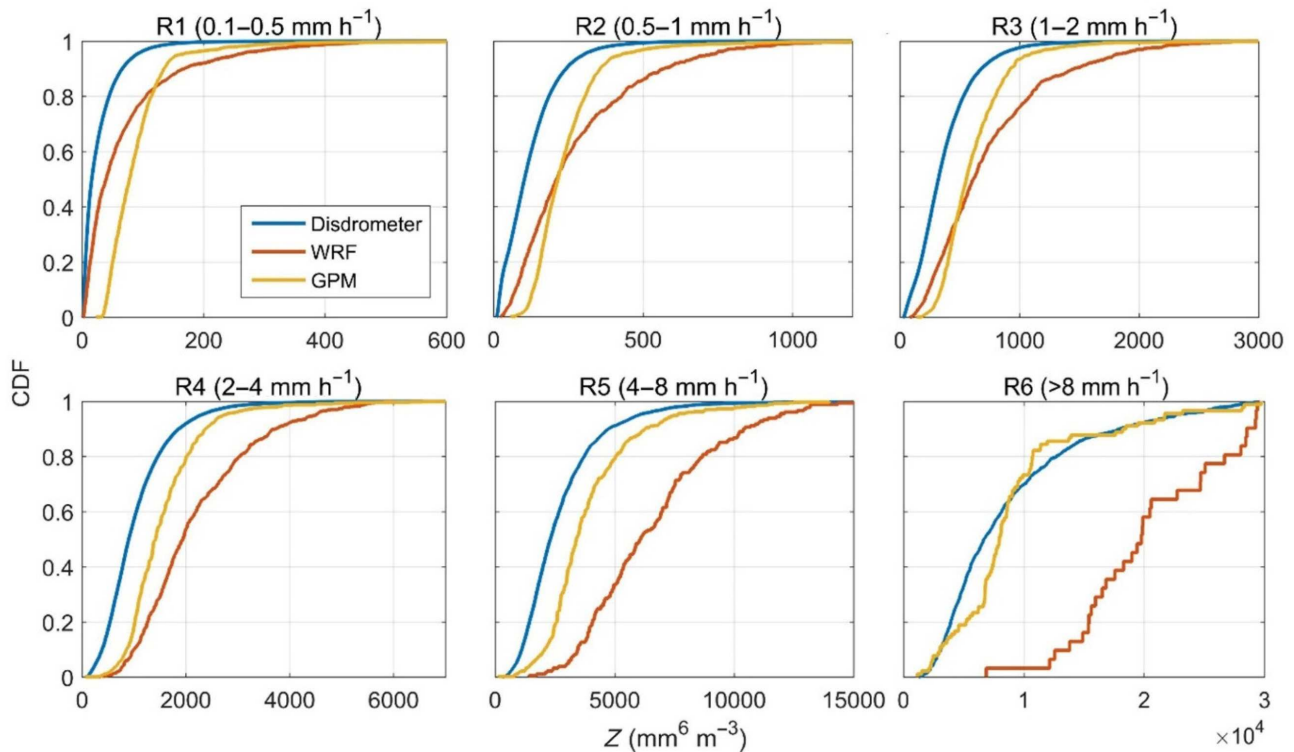 R1 (0.1–0.5 mm h⁻¹)
R2 (0.5–1 mm h⁻¹)
R3 (1–2 mm h⁻¹)
1
0.8
0.6
0.4
0.2
0
Disdrometer
WRF
GPM
0 200 400 600
0 500 1000
0 1000 2000 3000
CDF
R4 (2–4 mm h⁻¹)
R5 (4–8 mm h⁻¹)
R6 (>8 mm h⁻¹)
1
0.8
0.6
0.4
0.2
0
0 2000 4000 6000
0 5000 10000 15000
0 1 2 3
×10⁴
Z (mm⁶ m⁻³)